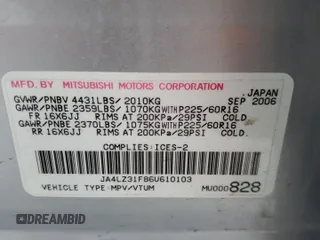 MFD BY MITSUBISHI MOTORS CORPORATION
JAPAN
GVWR/PNBV 4431LBS/2010KG SEP 2006
GAWR/PNBE 2359LBS/1070KG WITH P225/60R16
FR 16X6JJ RIMS AT 200KPA/29PSI COLD.
GAWR/PNBE 2370LBS/1075KG WITH P225/60R16
RR 16X6JJ RIMS AT 200KPA/29PSI COLD.
COMPLIES:ICES-2
JA4LZ31F86U610103
VEHICLE TYPE:MPV/VTUM MU000828
CARDEALERID